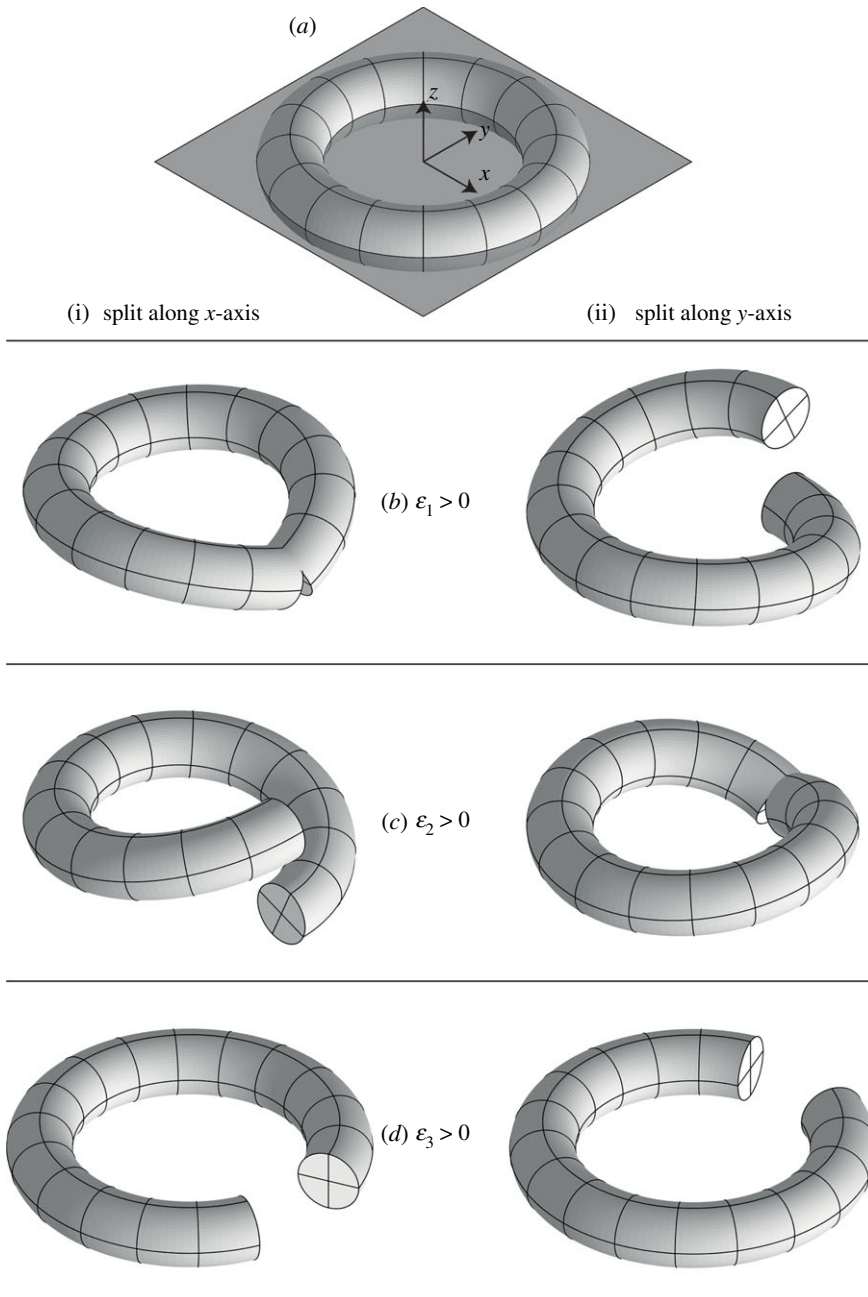 (a)
z
y
x
(i) split along x-axis
(ii) split along y-axis
(b) ε₁ > 0
(c) ε₂ > 0
(d) ε₃ > 0